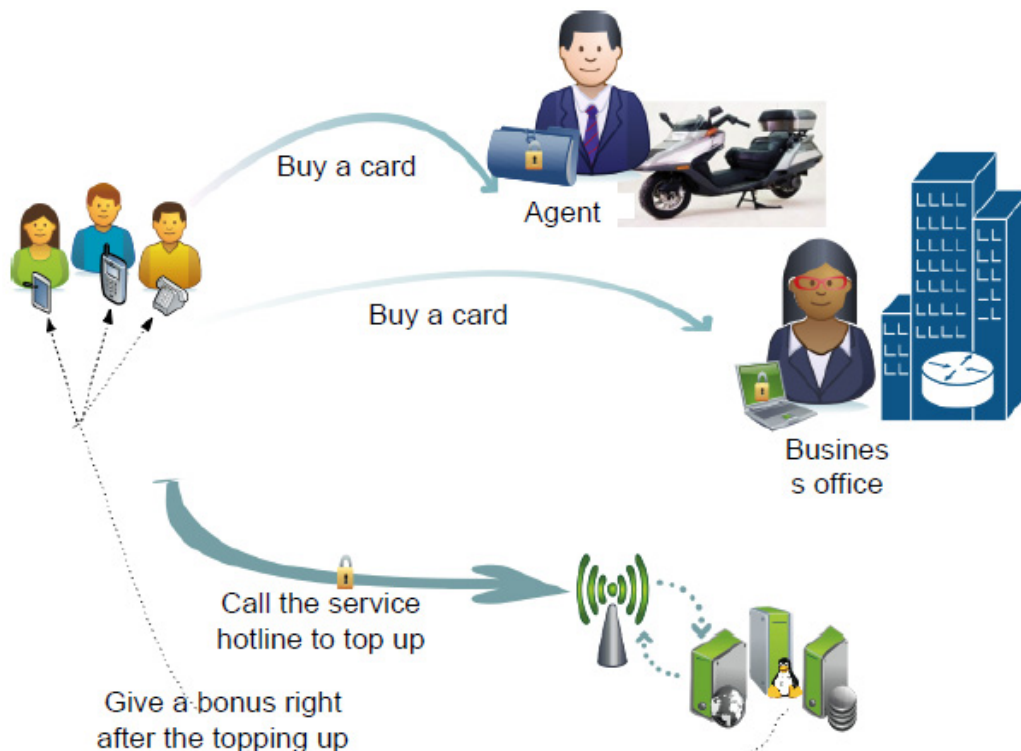 Buy a card
Agent
Buy a card
Busines
s office
Call the service
hotline to top up
Give a bonus right
after the topping up